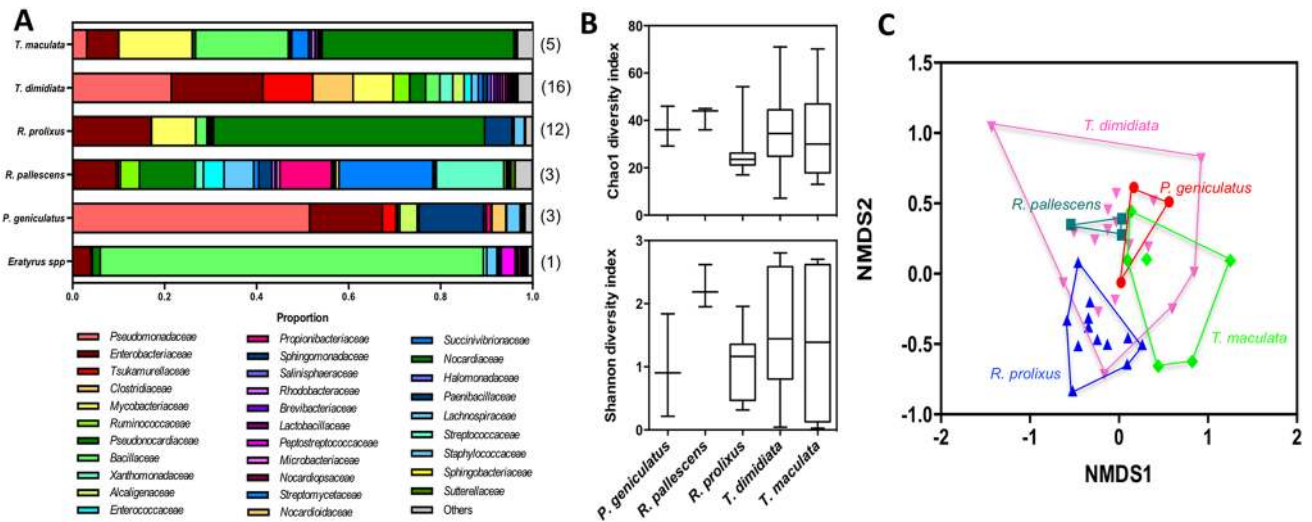 A
T. maculata
(5)
T. dimidiata
(16)
R. prolixus
(12)
R. pallescens
(3)
P. geniculatus
(3)
Eratyrus spp
(1)
0.0 0.2 0.4 0.6 0.8 1.0
Proportion
Pseudomonadaceae
Enterobacteriaceae
Tsukamurellaceae
Clostridiaceae
Mycobacteriaceae
Ruminococcaceae
Pseudonocardiaceae
Bacillaceae
Xanthomonadaceae
Alcaligenaceae
Enterococcaceae
Propionibacteriaceae
Sphingomonadaceae
Salinisphaeraceae
Rhodobacteraceae
Brevibacteriaceae
Lactobacillaceae
Peptostreptococcaceae
Microbacteriaceae
Nocardiopsaceae
Streptomycetaceae
Nocardioidaceae
Succinivibrionaceae
Nocardiaceae
Halomonadaceae
Paenibacillaceae
Lachnospiraceae
Streptococcaceae
Staphylococcaceae
Sphingobacteriaceae
Sutterellaceae
Others
B
Chao1 diversity index
80
60
40
20
0
Shannon diversity index
3
2
1
0
P. geniculatus
R. pallescens
R. prolixus
T. dimidiata
T. maculata
C
NMDS2
1.5
1.0
0.5
0.0
-0.5
-1.0
T. dimidiata
P. geniculatus
R. pallescens
T. maculata
R. prolixus
-2 -1 0 1 2
NMDS1